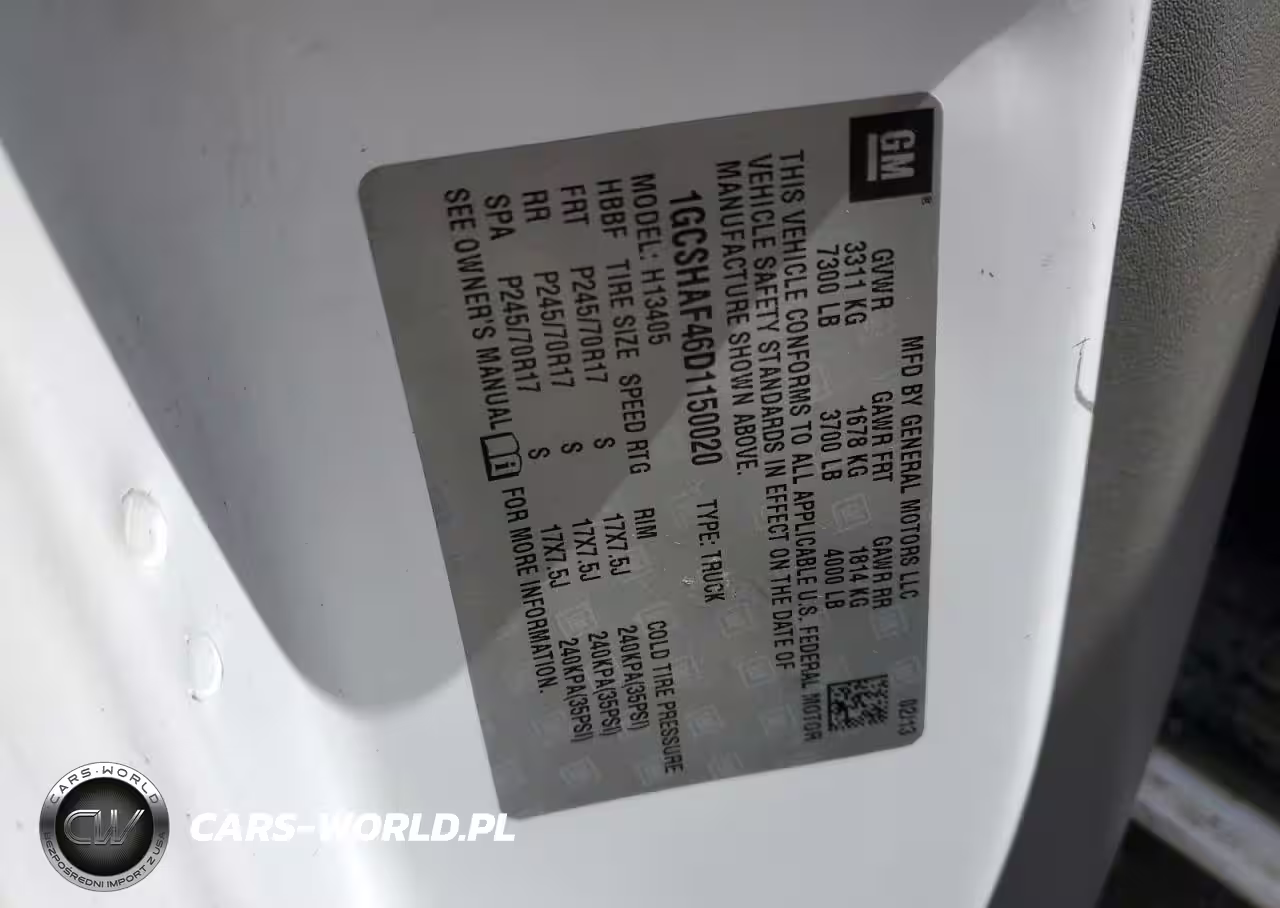 GM®
MFD BY GENERAL MOTORS LLC 02/13
GVWR GAWR FRT GAWR RR
3311 KG 1678 KG 1814 KG
7300 LB 3700 LB 4000 LB
THIS VEHICLE CONFORMS TO ALL APPLICABLE U.S. FEDERAL MOTOR
VEHICLE SAFETY STANDARDS IN EFFECT ON THE DATE OF
MANUFACTURE SHOWN ABOVE.
1GCSHAF46D1150020 TYPE: TRUCK
MODEL: H13405
HBBF TIRE SIZE SPEED RTG RIM COLD TIRE PRESSURE
FRT P245/70R17 S 17X7.5J 240KPA(35PSI)
RR P245/70R17 S 17X7.5J 240KPA(35PSI)
SPA P245/70R17 S 17X7.5J 240KPA(35PSI)
SEE OWNER'S MANUAL FOR MORE INFORMATION.
CARS-WORLD
CW
BEZPOŚREDNI IMPORT Z USA
CARS-WORLD.PL